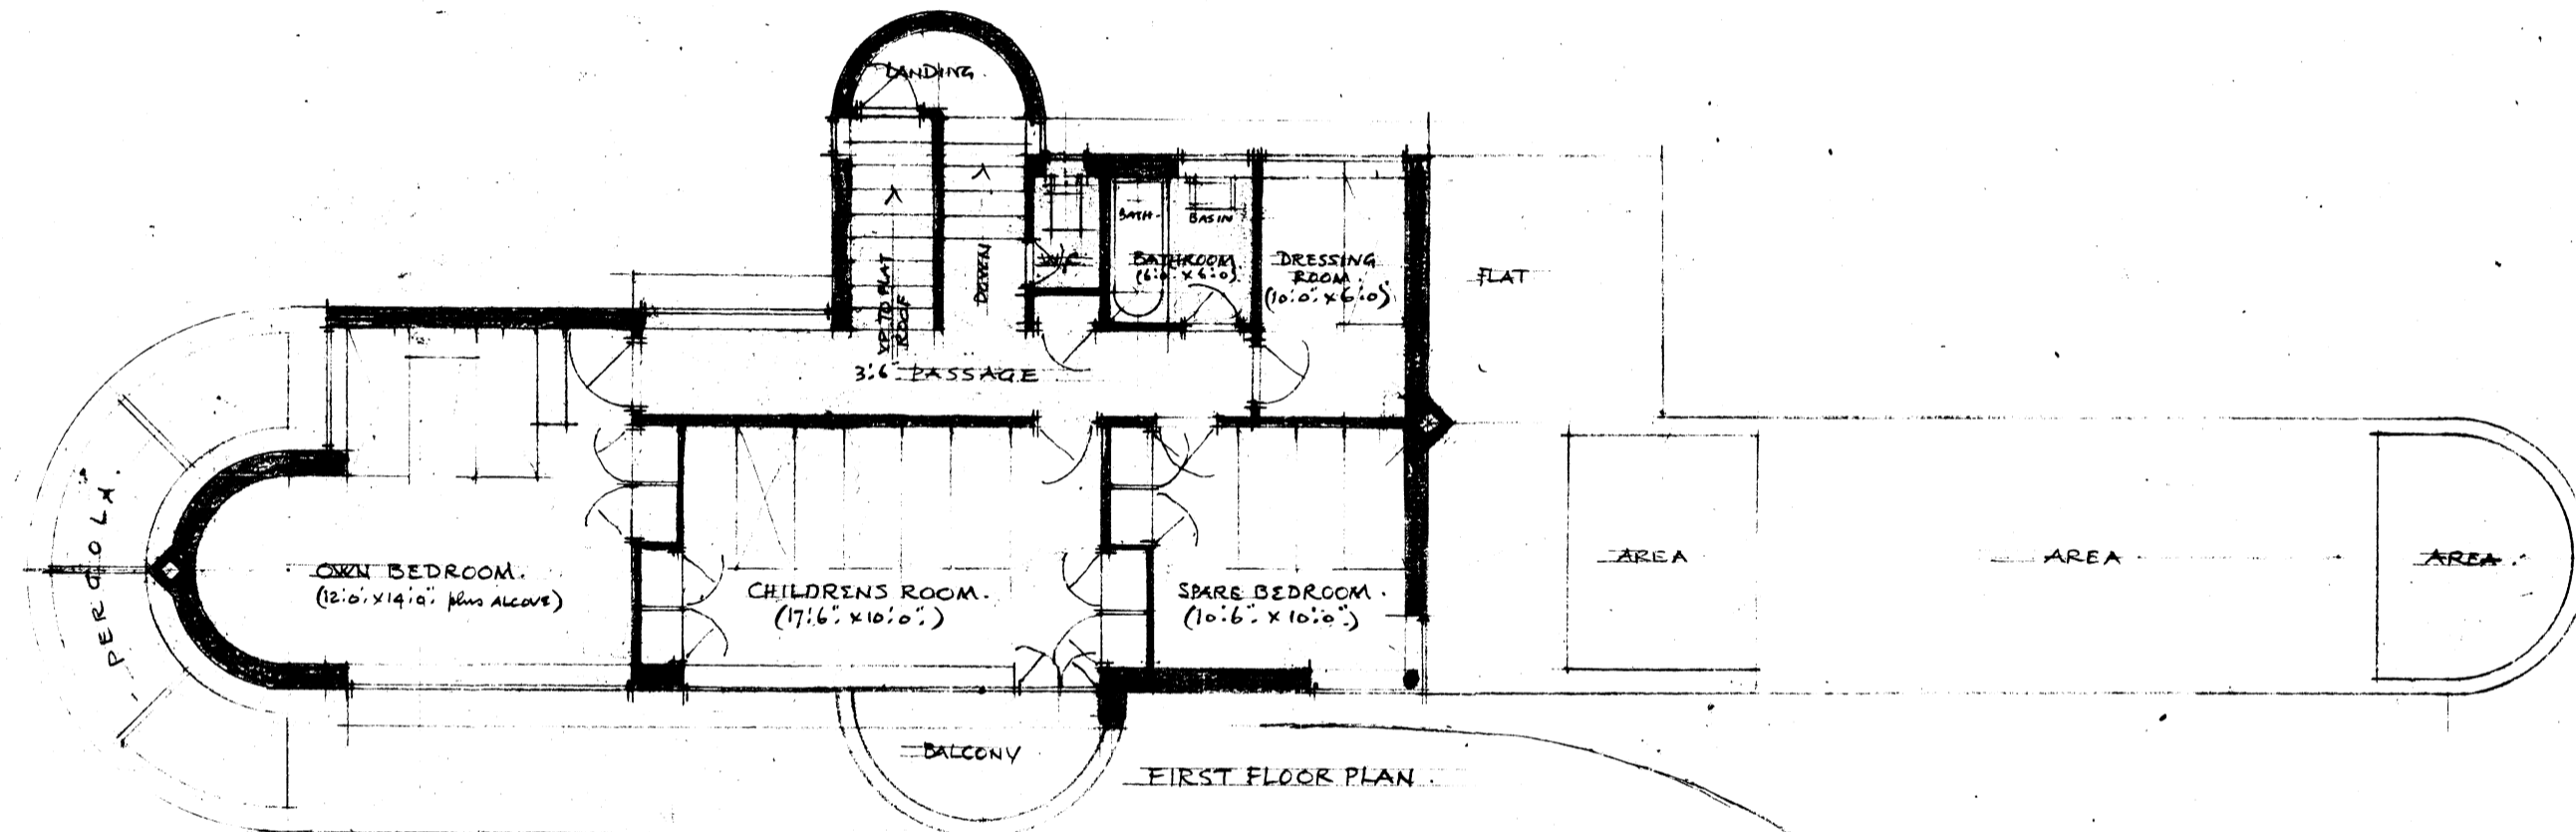 LANDING.
UP TO FLAT
ROOF
DOWN
W/C
BATH.
BASIN
BATHROOM.
(6:0" x 6:0")
DRESSING
ROOM.
(10:0" x 6:0")
FLAT
3:6" PASSAGE
PERGOLA.
OWN BEDROOM.
(12:0" x 14:0" plus ALCOVE)
CHILDRENS ROOM.
(17:6" x 10:0")
SPARE BEDROOM.
(10:6" x 10:0")
AREA
AREA
AREA.
BALCONY
FIRST FLOOR PLAN.